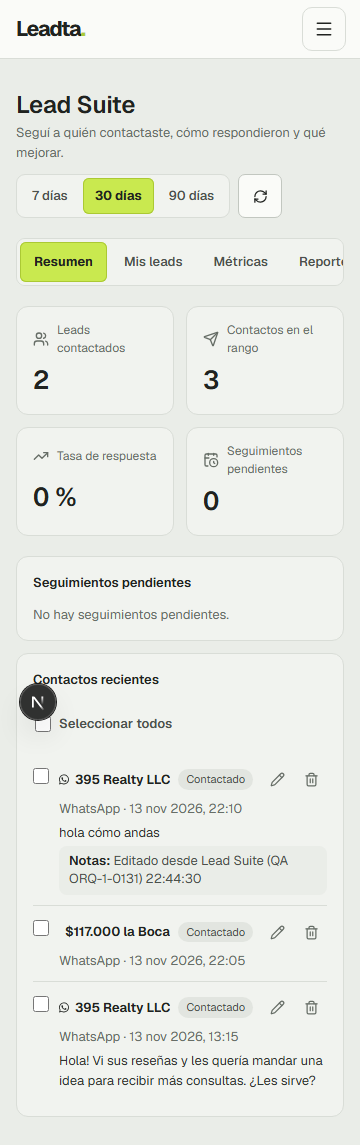 Leadta.
Lead Suite
Seguí a quién contactaste, cómo respondieron y qué
mejorar.
7 días
30 días
90 días
Resumen
Mis leads
Métricas
Reporte
Leads
contactados
2
Contactos en el
rango
3
Tasa de respuesta
0 %
Seguimientos
pendientes
0
Seguimientos pendientes
No hay seguimientos pendientes.
Contactos recientes
N
Seleccionar todos
395 Realty LLC
Contactado
WhatsApp · 13 nov 2026, 22:10
hola cómo andas
Notas: Editado desde Lead Suite (QA
ORQ-1-0131) 22:44:30
$117.000 la Boca
Contactado
WhatsApp · 13 nov 2026, 22:05
395 Realty LLC
Contactado
WhatsApp · 13 nov 2026, 13:15
Hola! Vi sus reseñas y les quería mandar una
idea para recibir más consultas. ¿Les sirve?